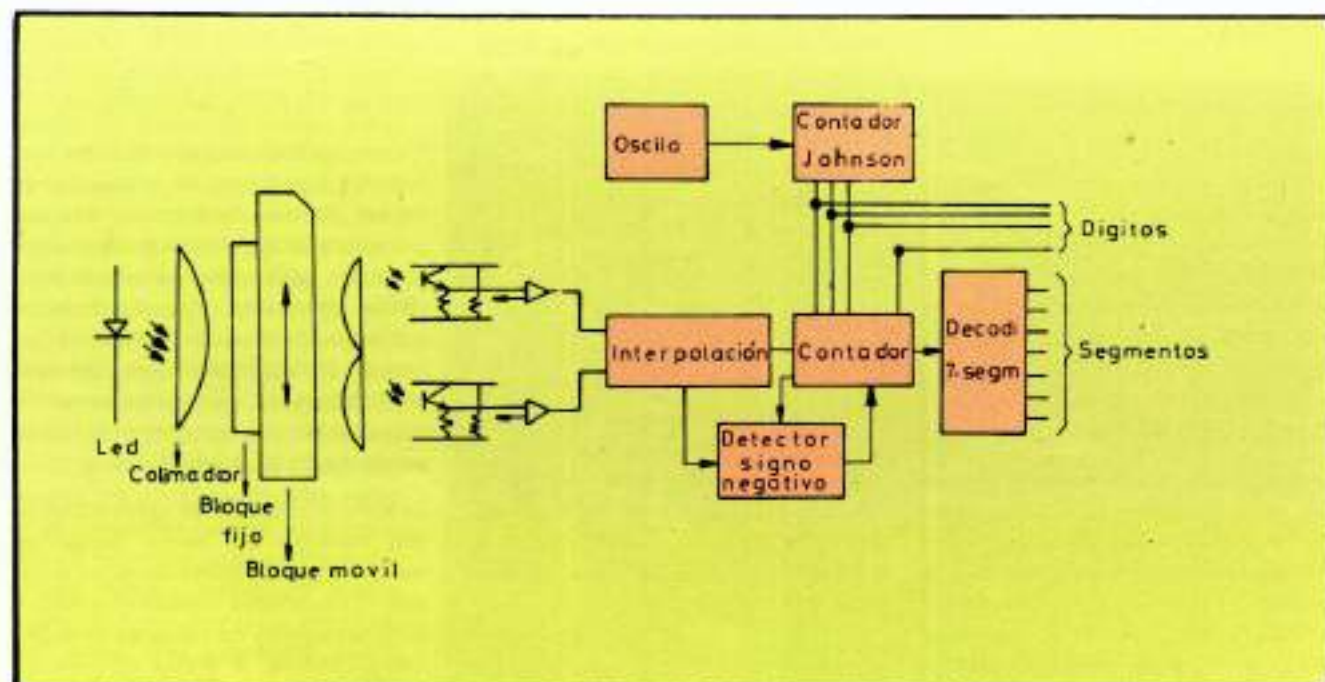 Oscila
Contador
Johnson
Digitos
Interpolación
Contador
Decodi
7-segm
Segmentos
Detector
signo
negativo
Led
Colimador
Bloque
fijo
Bloque movil